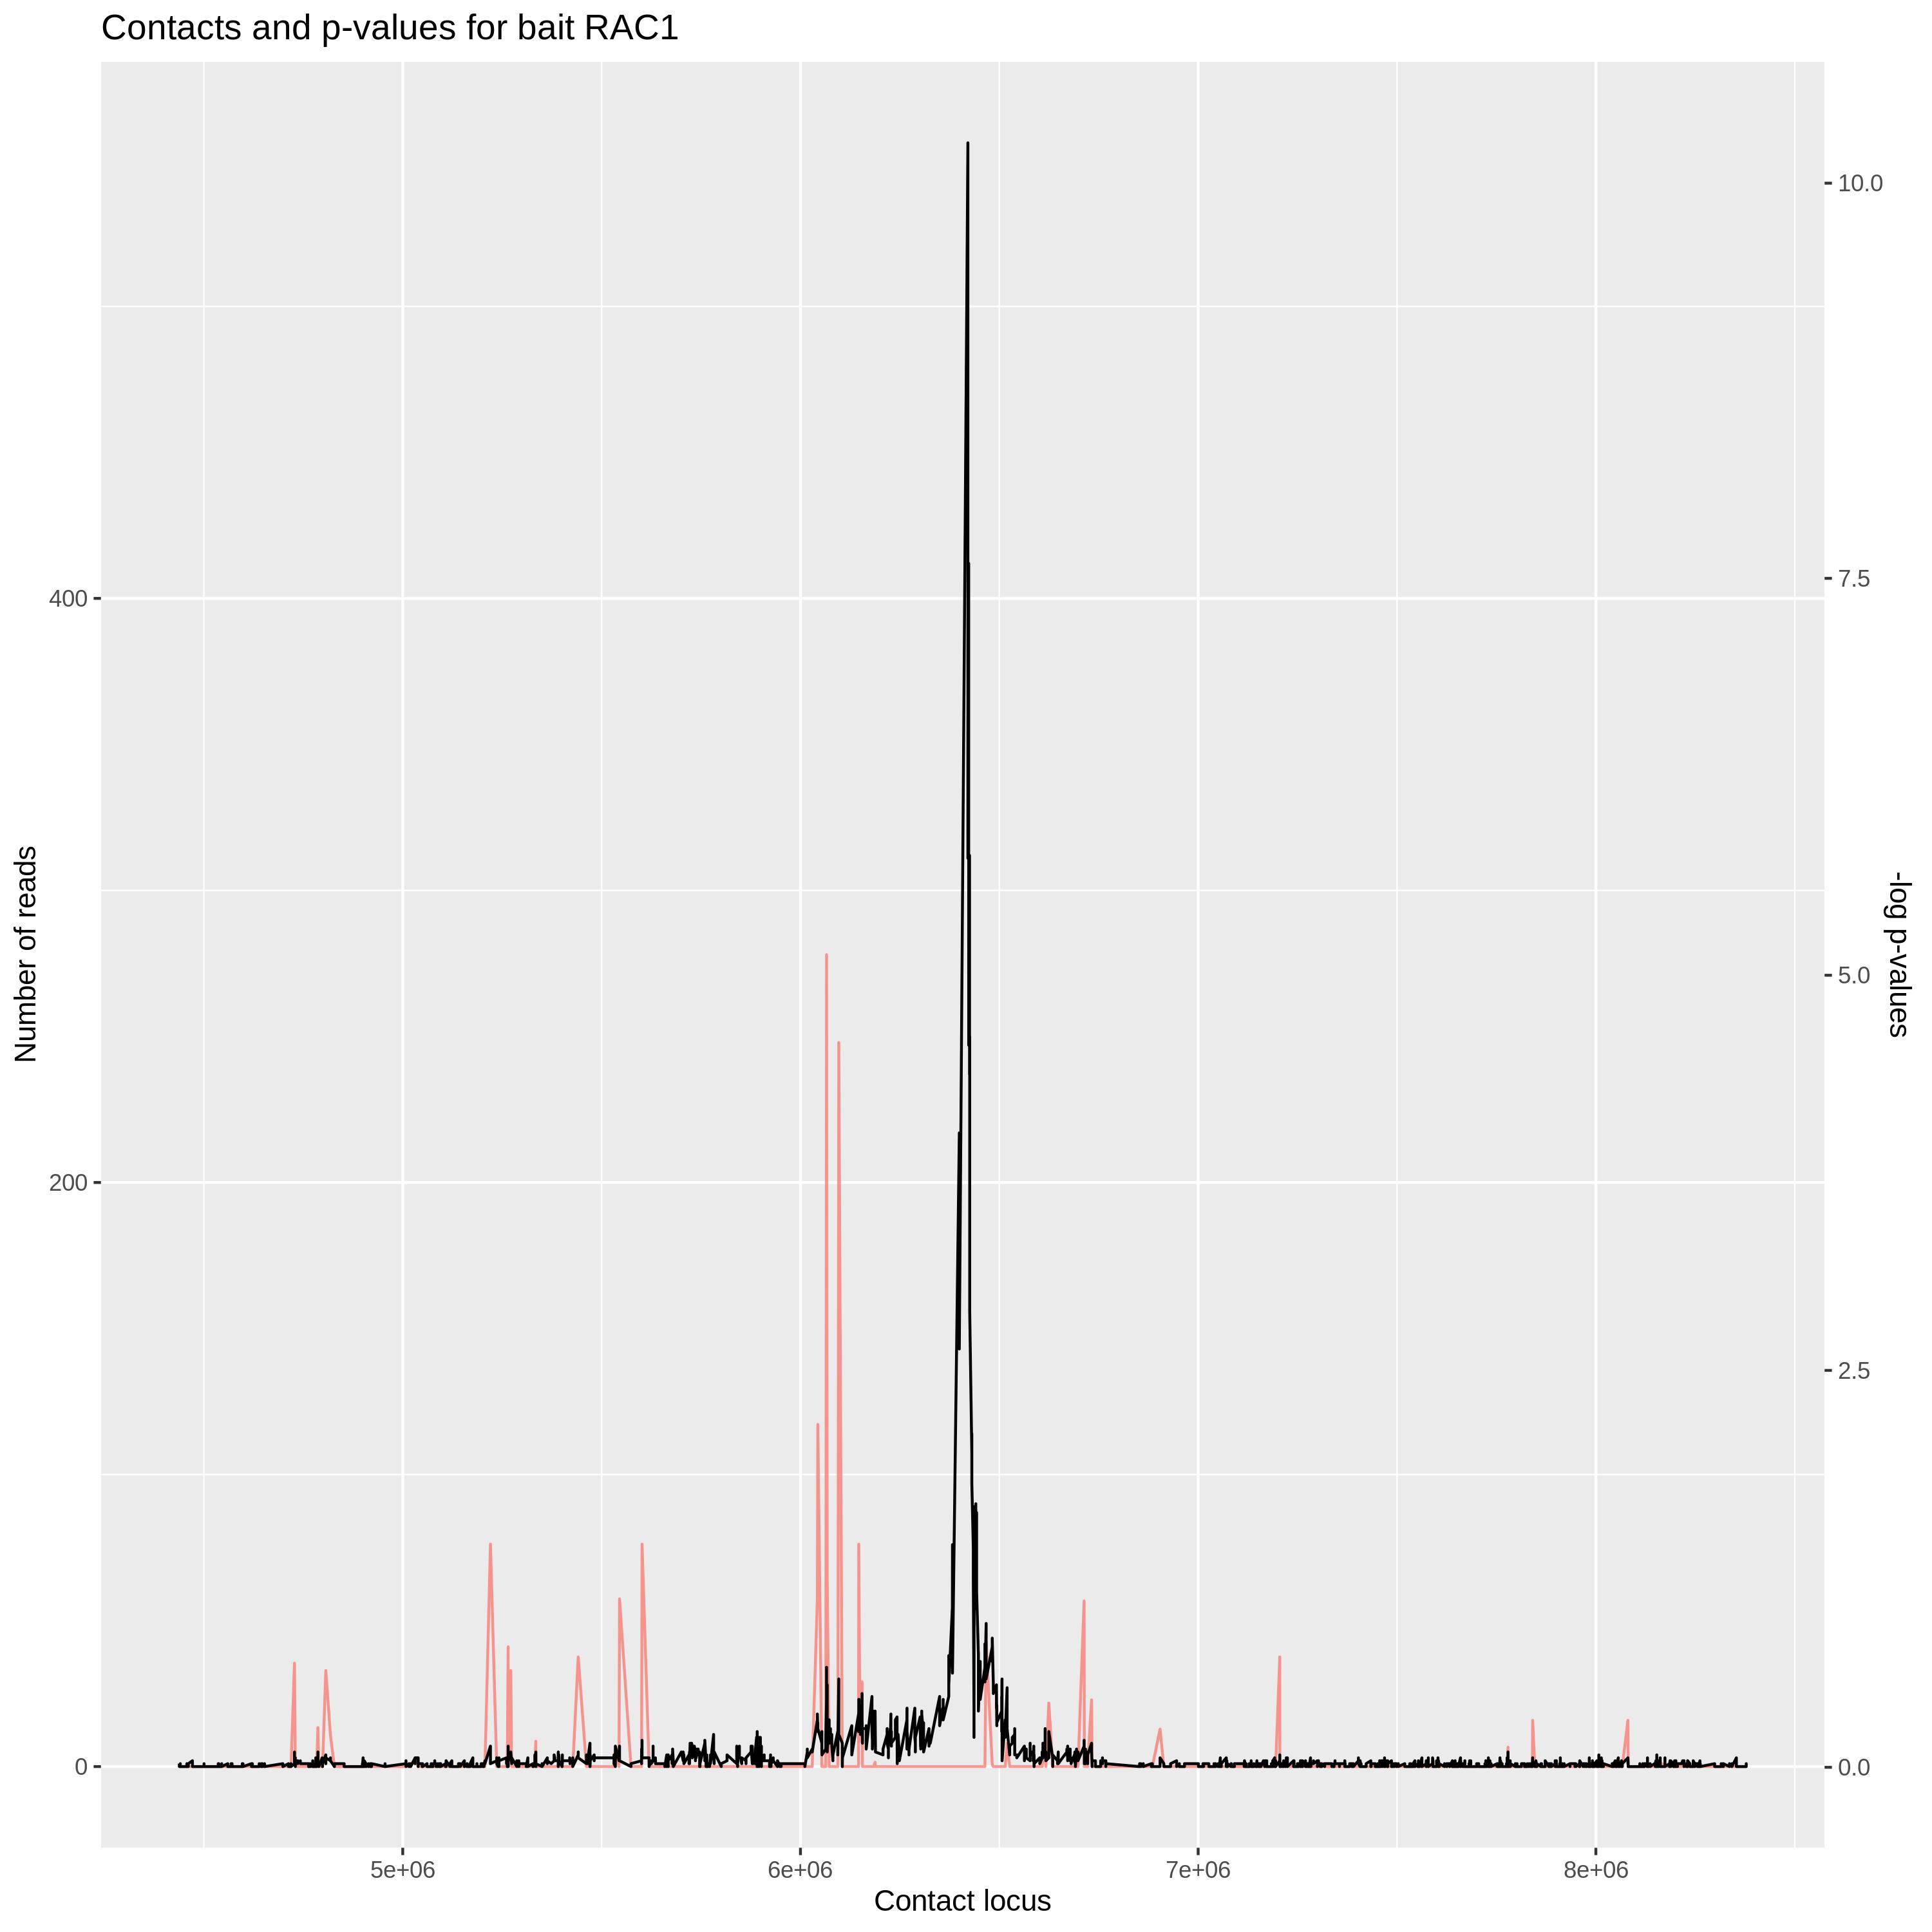 Contacts and p-values for bait RAC1
Number of reads
400
200
0
10.0
7.5
5.0
2.5
0.0
-log p-values
5e+06
6e+06
7e+06
8e+06
Contact locus